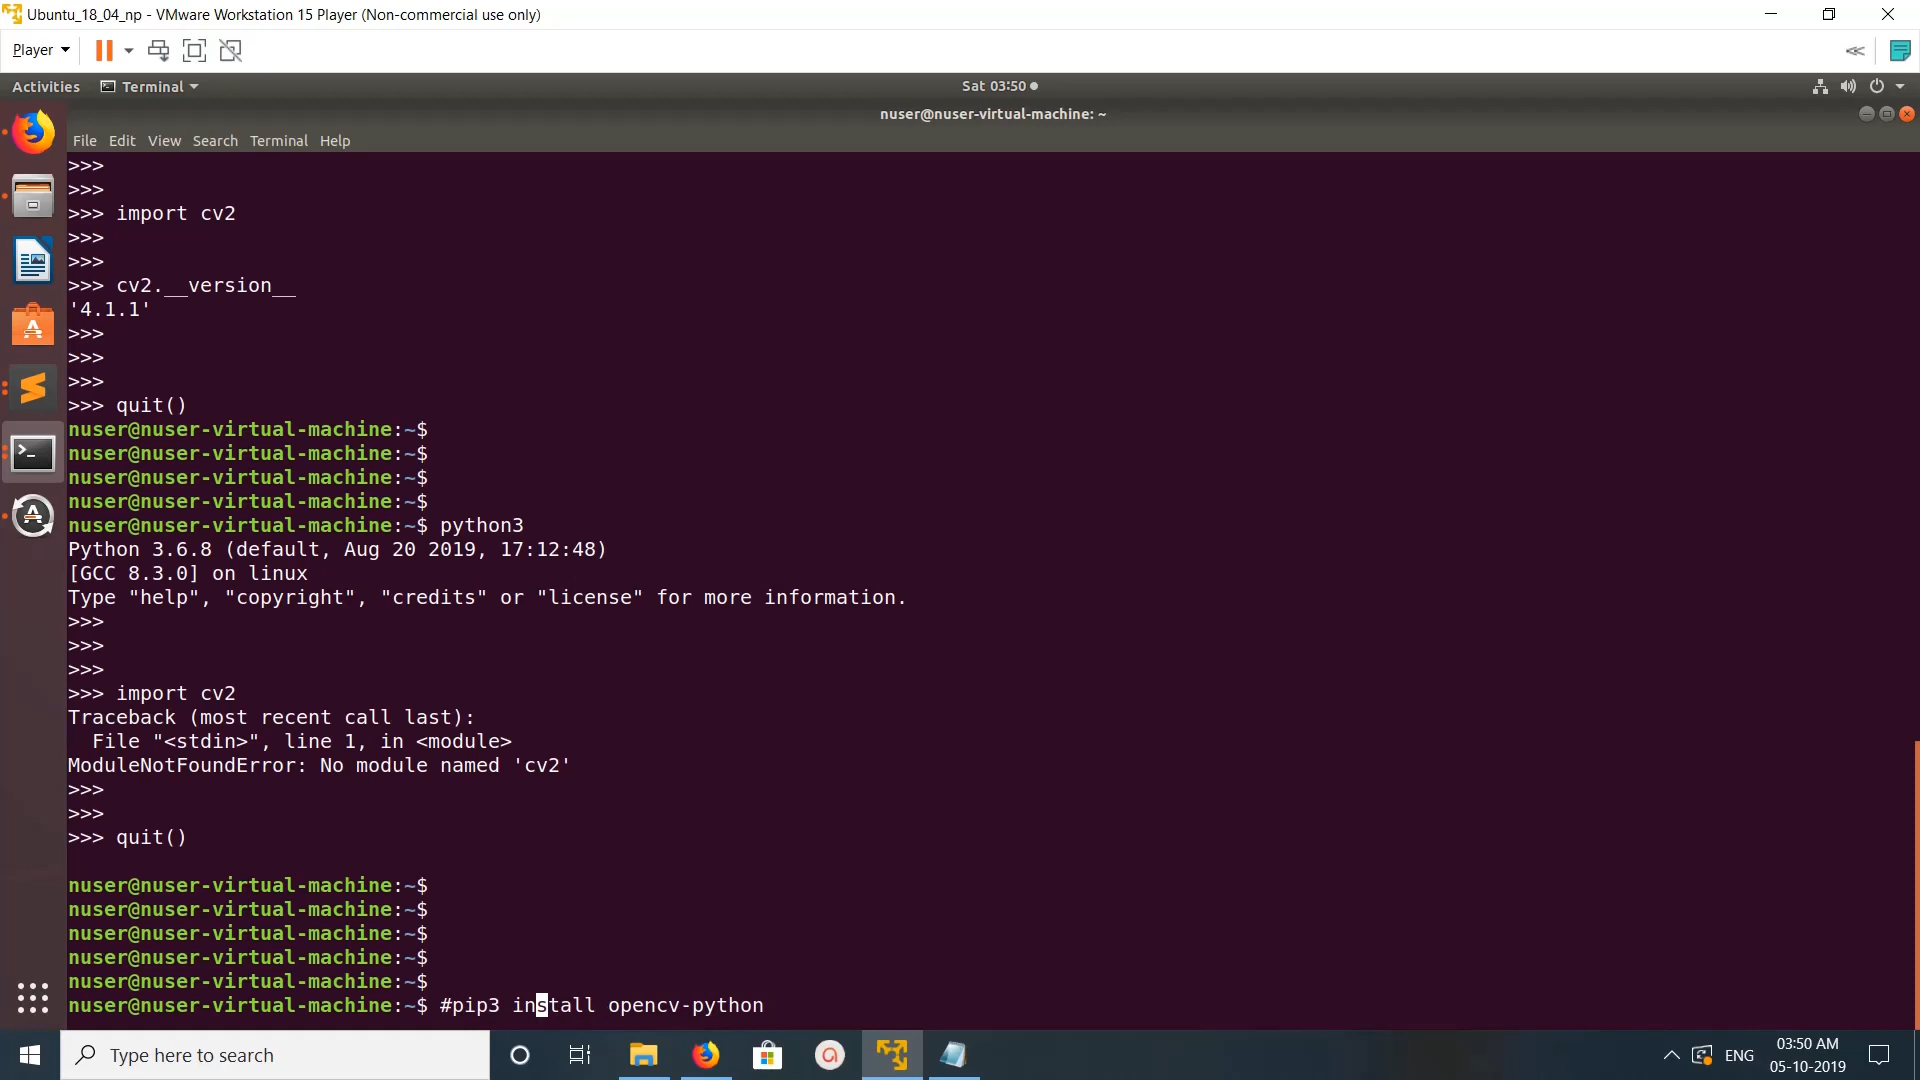 Ubuntu_18_04_np - VMware Workstation 15 Player (Non-commercial use only)
Player
Activities Terminal Sat 03:50
nuser@nuser-virtual-machine: ~
File Edit View Search Terminal Help
>>>
>>>
>>> import cv2
>>>
>>>
>>> cv2.__version__
'4.1.1'
>>>
>>>
>>>
>>> quit()
nuser@nuser-virtual-machine:~$
nuser@nuser-virtual-machine:~$
nuser@nuser-virtual-machine:~$
nuser@nuser-virtual-machine:~$
nuser@nuser-virtual-machine:~$ python3
Python 3.6.8 (default, Aug 20 2019, 17:12:48)
[GCC 8.3.0] on linux
Type "help", "copyright", "credits" or "license" for more information.
>>>
>>>
>>>
>>> import cv2
Traceback (most recent call last):
  File "<stdin>", line 1, in <module>
ModuleNotFoundError: No module named 'cv2'
>>>
>>>
>>> quit()
nuser@nuser-virtual-machine:~$
nuser@nuser-virtual-machine:~$
nuser@nuser-virtual-machine:~$
nuser@nuser-virtual-machine:~$
nuser@nuser-virtual-machine:~$
nuser@nuser-virtual-machine:~$ #pip3 install opencv-python
Type here to search
ENG
03:50 AM
05-10-2019